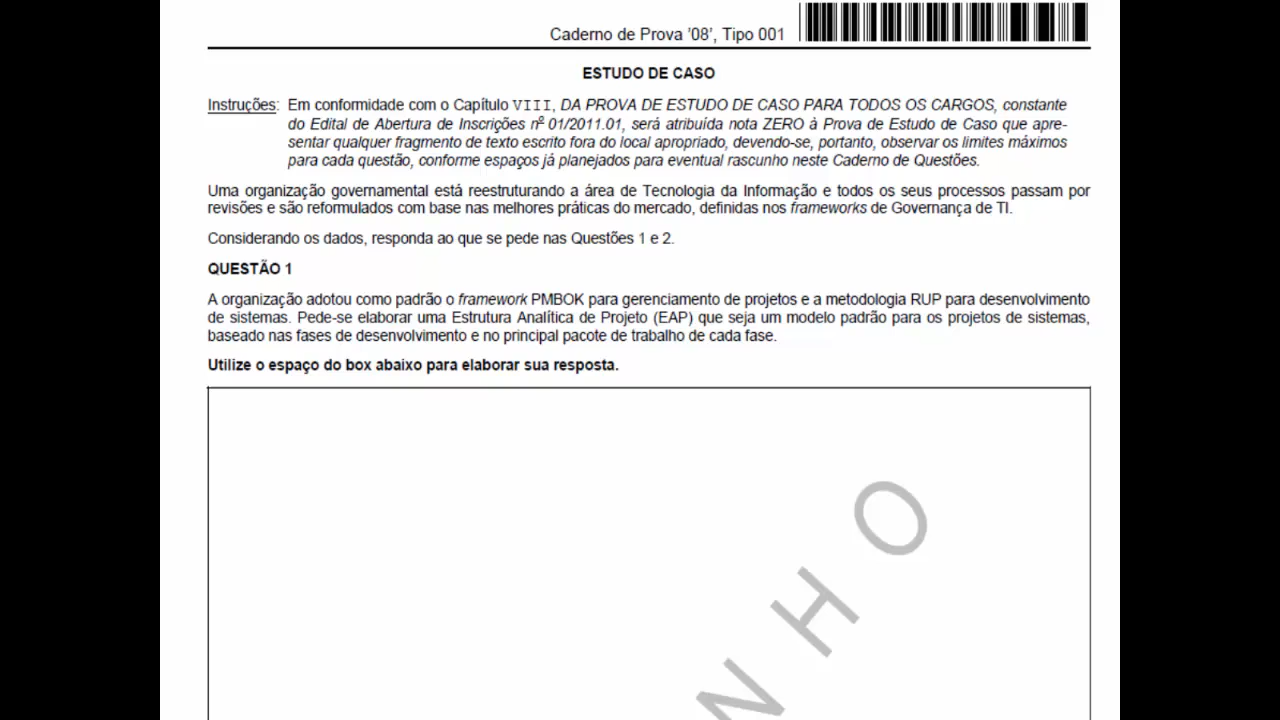 Caderno de Prova '08', Tipo 001
ESTUDO DE CASO
Instruções: Em conformidade com o Capítulo VIII, DA PROVA DE ESTUDO DE CASO PARA TODOS OS CARGOS, constante
do Edital de Abertura de Inscrições nº 01/2011.01, será atribuída nota ZERO à Prova de Estudo de Caso que apre-
sentar qualquer fragmento de texto escrito fora do local apropriado, devendo-se, portanto, observar os limites máximos
para cada questão, conforme espaços já planejados para eventual rascunho neste Caderno de Questões.
Uma organização governamental está reestruturando a área de Tecnologia da Informação e todos os seus processos passam por
revisões e são reformulados com base nas melhores práticas do mercado, definidas nos frameworks de Governança de TI.
Considerando os dados, responda ao que se pede nas Questões 1 e 2.
QUESTÃO 1
A organização adotou como padrão o framework PMBOK para gerenciamento de projetos e a metodologia RUP para desenvolvimento
de sistemas. Pede-se elaborar uma Estrutura Analítica de Projeto (EAP) que seja um modelo padrão para os projetos de sistemas,
baseado nas fases de desenvolvimento e no principal pacote de trabalho de cada fase.
Utilize o espaço do box abaixo para elaborar sua resposta.
NHO